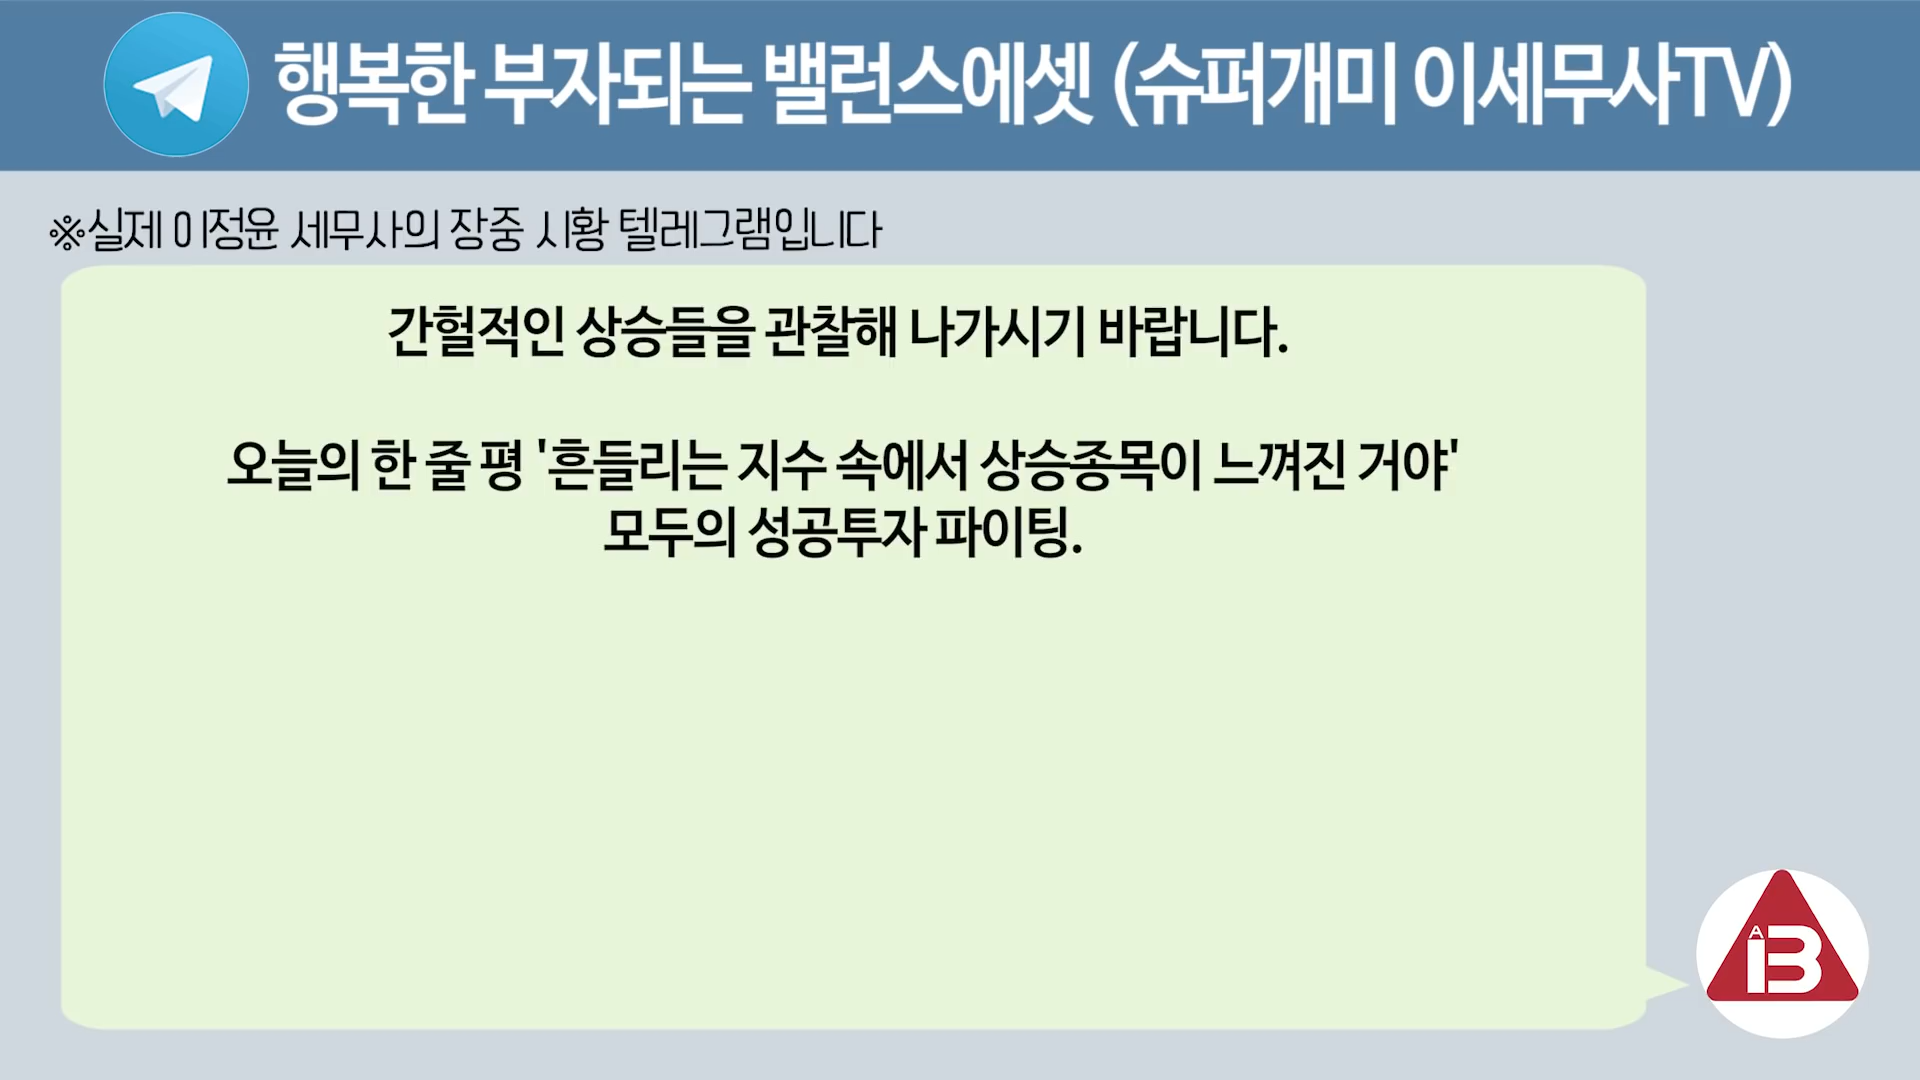 행복한 부자되는 밸런스에셋 (슈퍼개미 이세무사TV)
※실제 이정윤 세무사의 장중 시황 텔레그램입니다
간헐적인 상승들을 관찰해 나가시기 바랍니다.
오늘의 한 줄 평 '흔들리는 지수 속에서 상승종목이 느껴진 거야'
모두의 성공투자 파이팅.
A
B